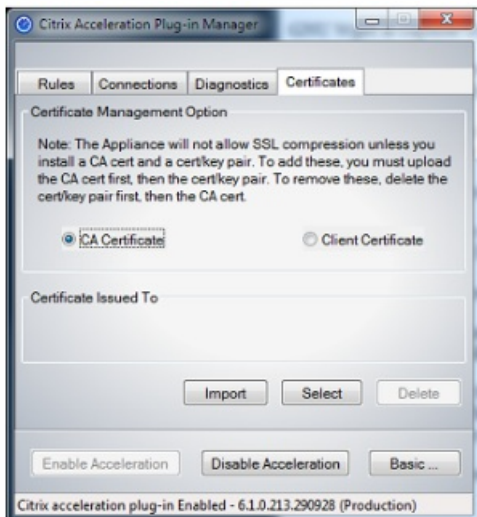 Citrix Acceleration Plug-in Manager
Rules Connections Diagnostics Certificates
Certificate Management Option
Note: The Appliance will not allow SSL compression unless you
install a CA cert and a cert/key pair. To add these, you must upload
the CA cert first, then the cert/key pair. To remove these, delete the
cert/key pair first, then the CA cert.
CA Certificate Client Certificate
Certificate Issued To
Import Select Delete
Enable Acceleration Disable Acceleration Basic ...
Citrix acceleration plug-in Enabled - 6.1.0.213.290928 (Production)